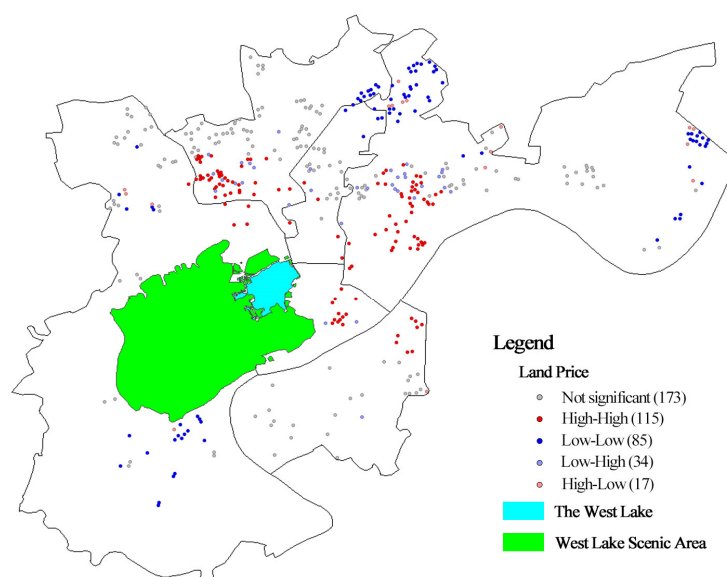 Legend
Land Price
Not significant (173)
High-High (115)
Low-Low (85)
Low-High (34)
High-Low (17)
The West Lake
West Lake Scenic Area